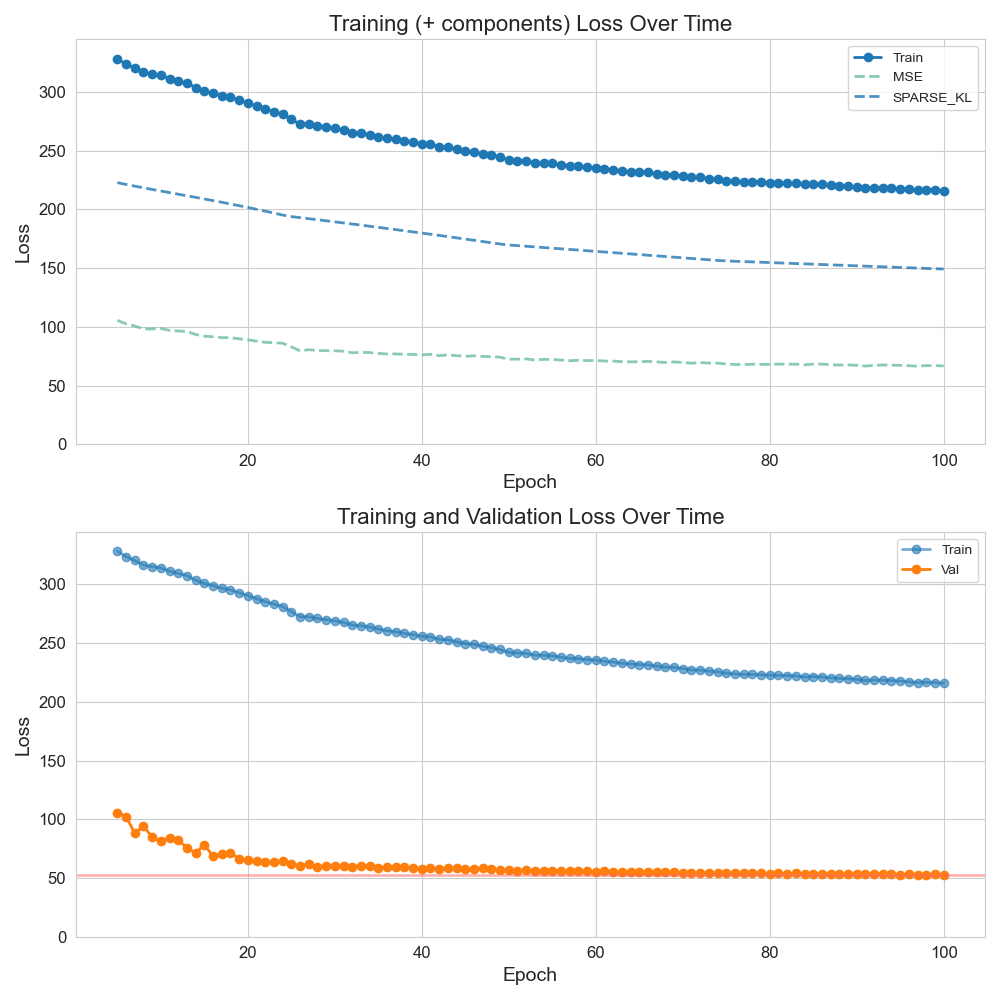 Training (+ components) Loss Over Time
Train
MSE
SPARSE_KL
300
250
200
150
100
50
0
Loss
20 40 60 80 100
Epoch
Training and Validation Loss Over Time
Train
Val
300
250
200
150
100
50
0
Loss
20 40 60 80 100
Epoch